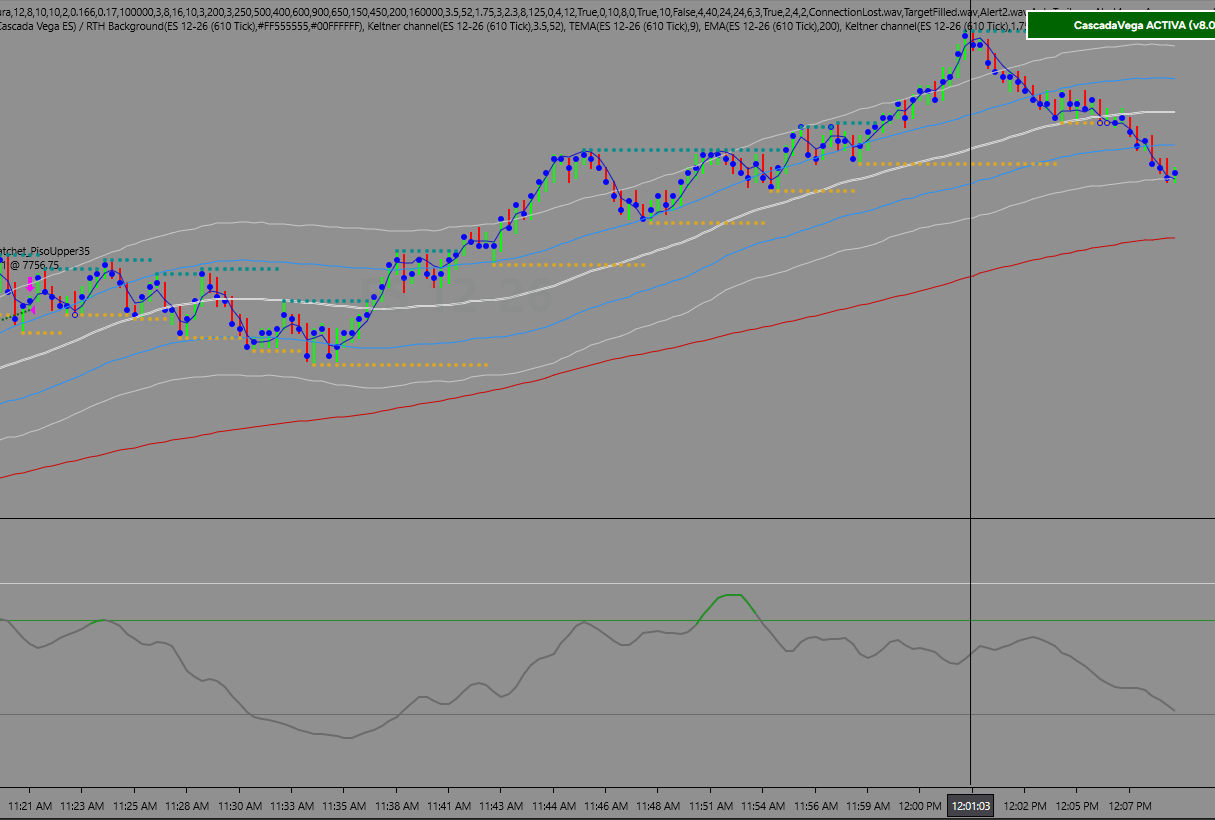 ra,12,8,10,10,2,0.166,0.17,100000,3,8,16,10,3,200,3,250,500,400,600,900,650,150,450,200,160000,3.5,52,1.75,3,2.3,8,125,0.4,12,True,0,10,8,0,True,10,False,4,40,24,24,6,3,True,2,4,2,ConnectionLost.wav,TargetFilled.wav,Alert2.wav
Cascada Vega ES) / RTH Background(ES 12-26 (610 Tick),#FF555555,#00FFFFFF), Keltner channel(ES 12-26 (610 Tick),3.5,52), TEMA(ES 12-26 (610 Tick),9), EMA(ES 12-26 (610 Tick),200), Keltner channel(ES 12-26 (610 Tick),1,7
CascadaVega ACTIVA (v8.0
ES 12-26
atchet_PisoUpper35
1 @ 7756.75
11:21 AM 11:23 AM 11:25 AM 11:28 AM 11:30 AM 11:33 AM 11:35 AM 11:38 AM 11:41 AM 11:43 AM 11:44 AM 11:46 AM 11:48 AM 11:51 AM 11:54 AM 11:56 AM 11:59 AM 12:00 PM 12:01:03 12:02 PM 12:05 PM 12:07 PM